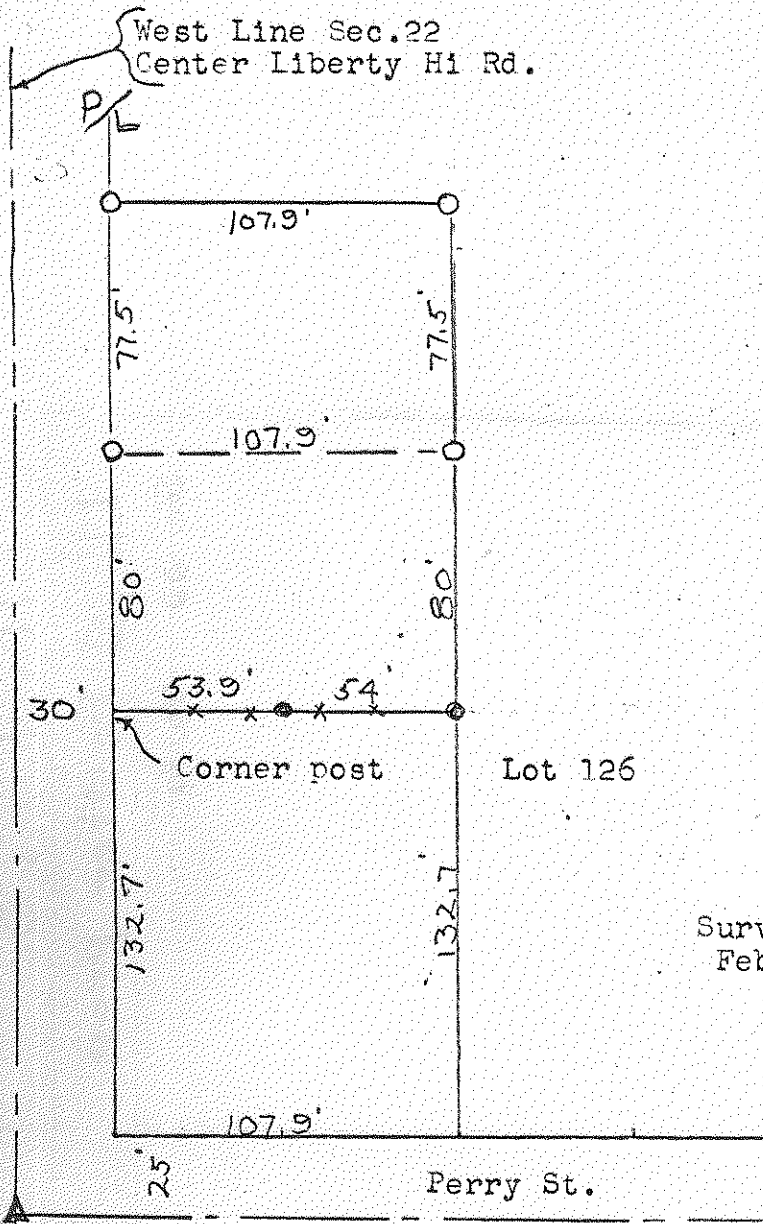 West Line Sec.22
Center Liberty Hi Rd.
P/L
107.9'
77.5'
77.5'
107.9'
80'
80'
30'
53.9'
54'
Corner post
Lot 126
132.7'
132.7'
Surv
Feb
107.9'
25'
Perry St.